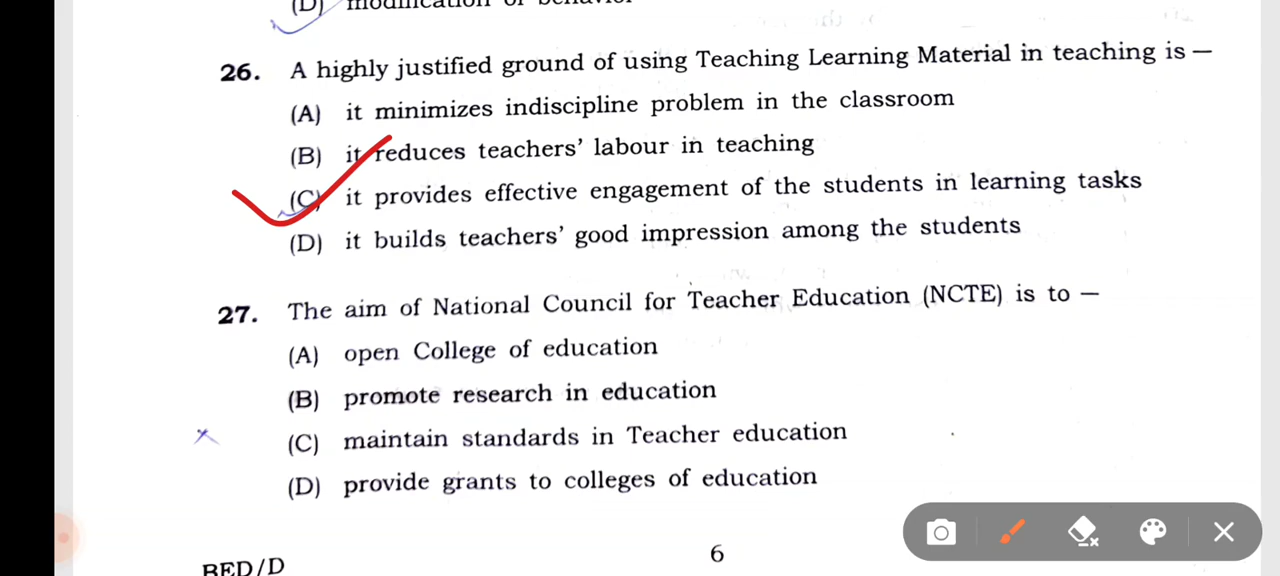 (D) modification of behavior
26. A highly justified ground of using Teaching Learning Material in teaching is —
(A) it minimizes indiscipline problem in the classroom
(B) it reduces teachers' labour in teaching
(C) it provides effective engagement of the students in learning tasks
(D) it builds teachers' good impression among the students
27. The aim of National Council for Teacher Education (NCTE) is to —
(A) open College of education
(B) promote research in education
(C) maintain standards in Teacher education
(D) provide grants to colleges of education
BED/D
6